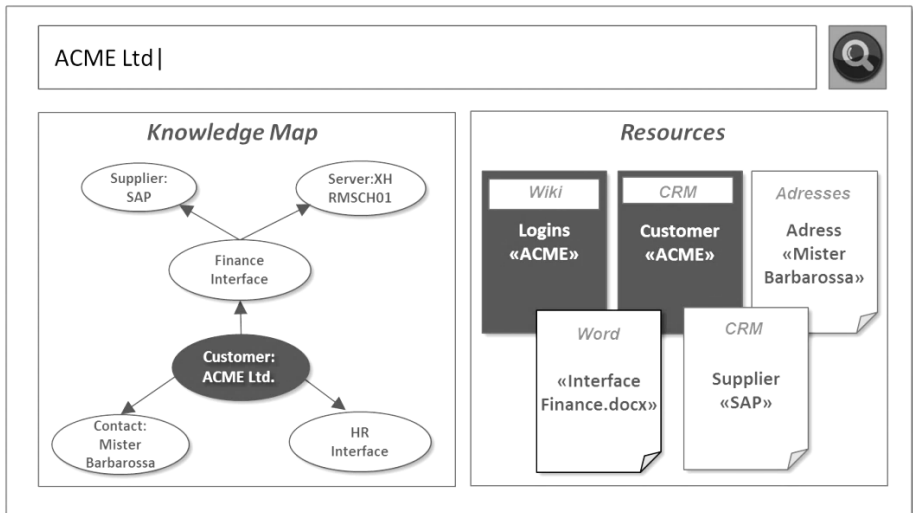 ACME Ltd
Knowledge Map
Supplier:
SAP
Server:XH
RMSCH01
Finance
Interface
Customer:
ACME Ltd.
Contact:
Mister
Barbarossa
HR
Interface
Resources
Wiki
Logins
«ACME»
CRM
Customer
«ACME»
Adresses
Adress
«Mister
Barbarossa»
Word
«Interface
Finance.docx»
CRM
Supplier
«SAP»